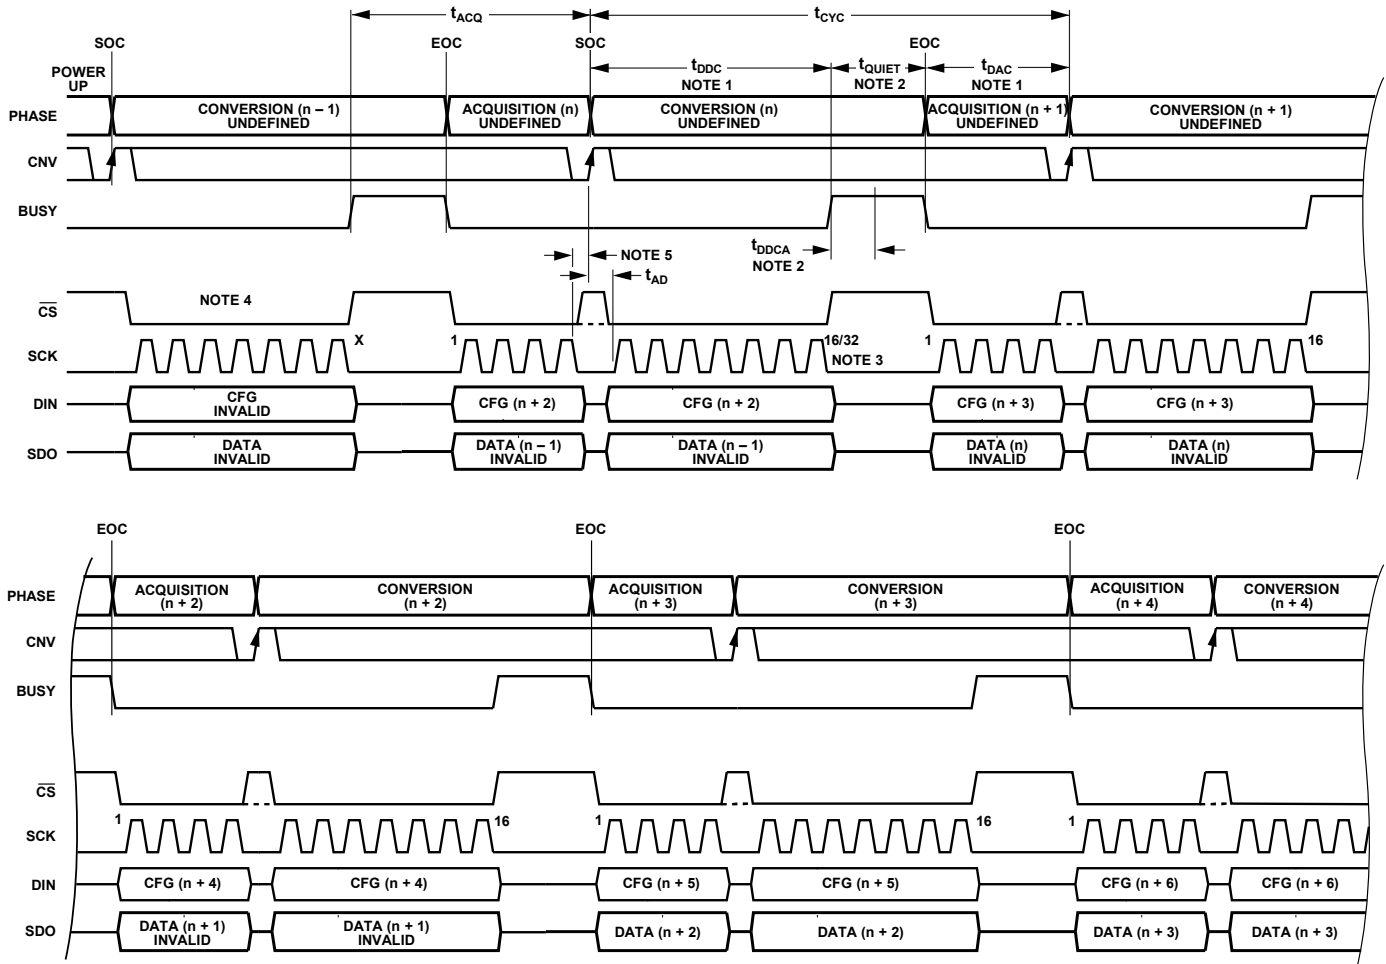 tACQ
tCYC
SOC
EOC
SOC
EOC
POWER
UP
tDDC
NOTE 1
tQUIET
NOTE 2
tDAC
NOTE 1
PHASE
CONVERSION (n – 1)
UNDEFINED
ACQUISITION (n)
UNDEFINED
CONVERSION (n)
UNDEFINED
ACQUISITION (n + 1)
UNDEFINED
CONVERSION (n + 1)
UNDEFINED
CNV
BUSY
NOTE 5
tAD
tDDCA
NOTE 2
CS
NOTE 4
SCK
X
1
16/32
NOTE 3
1
16
DIN
CFG
INVALID
CFG (n + 2)
CFG (n + 2)
CFG (n + 3)
CFG (n + 3)
SDO
DATA
INVALID
DATA (n – 1)
INVALID
DATA (n – 1)
INVALID
DATA (n)
INVALID
DATA (n)
INVALID
EOC
EOC
EOC
PHASE
ACQUISITION
(n + 2)
CONVERSION
(n + 2)
ACQUISITION
(n + 3)
CONVERSION
(n + 3)
ACQUISITION
(n + 4)
CONVERSION
(n + 4)
CNV
BUSY
CS
SCK
1
16
1
16
1
DIN
CFG (n + 4)
CFG (n + 4)
CFG (n + 5)
CFG (n + 5)
CFG (n + 6)
CFG (n + 6)
SDO
DATA (n + 1)
INVALID
DATA (n + 1)
INVALID
DATA (n + 2)
DATA (n + 2)
DATA (n + 3)
DATA (n + 3)